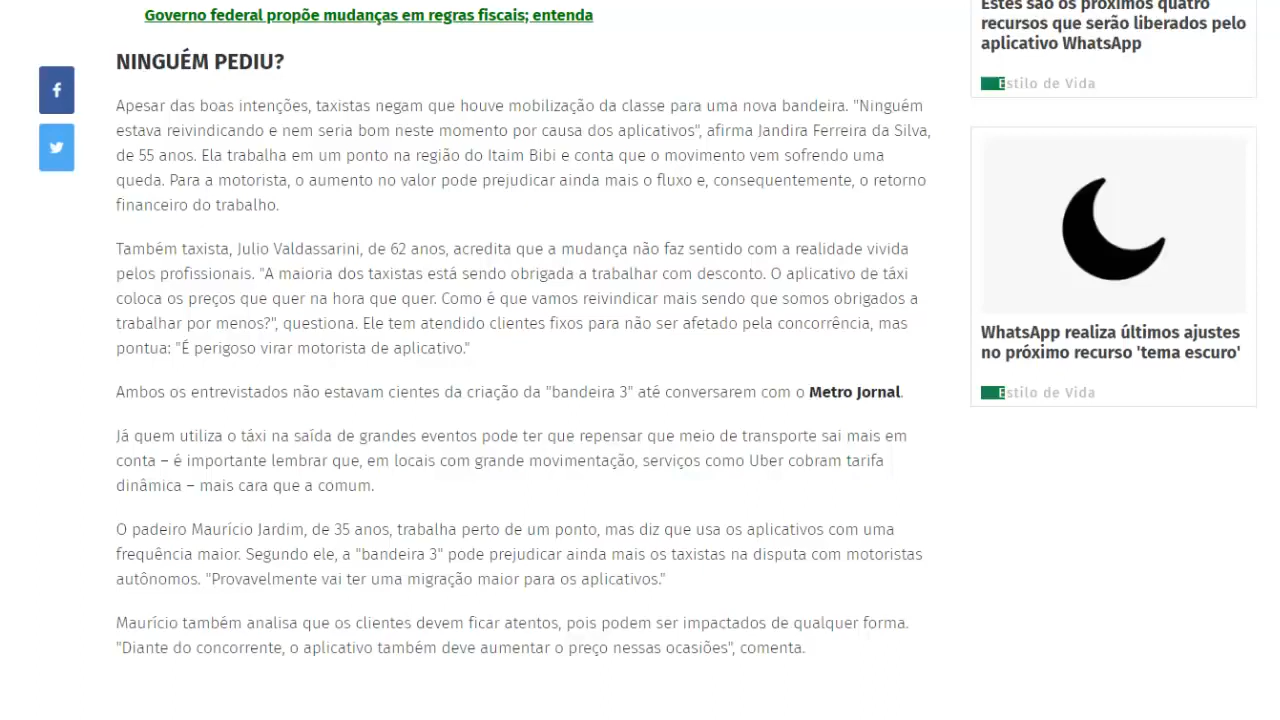 Governo federal propõe mudanças em regras fiscais; entenda
NINGUÉM PEDIU?
Apesar das boas intenções, taxistas negam que houve mobilização da classe para uma nova bandeira. "Ninguém
estava reivindicando e nem seria bom neste momento por causa dos aplicativos", afirma Jandira Ferreira da Silva,
de 55 anos. Ela trabalha em um ponto na região do Itaim Bibi e conta que o movimento vem sofrendo uma
queda. Para a motorista, o aumento no valor pode prejudicar ainda mais o fluxo e, consequentemente, o retorno
financeiro do trabalho.
Também taxista, Julio Valdassarini, de 62 anos, acredita que a mudança não faz sentido com a realidade vivida
pelos profissionais. "A maioria dos taxistas está sendo obrigada a trabalhar com desconto. O aplicativo de táxi
coloca os preços que quer na hora que quer. Como é que vamos reivindicar mais sendo que somos obrigados a
trabalhar por menos?", questiona. Ele tem atendido clientes fixos para não ser afetado pela concorrência, mas
pontua: "É perigoso virar motorista de aplicativo."
Ambos os entrevistados não estavam cientes da criação da "bandeira 3" até conversarem com o Metro Jornal.
Já quem utiliza o táxi na saída de grandes eventos pode ter que repensar que meio de transporte sai mais em
conta – é importante lembrar que, em locais com grande movimentação, serviços como Uber cobram tarifa
dinâmica – mais cara que a comum.
O padeiro Maurício Jardim, de 35 anos, trabalha perto de um ponto, mas diz que usa os aplicativos com uma
frequência maior. Segundo ele, a "bandeira 3" pode prejudicar ainda mais os taxistas na disputa com motoristas
autônomos. "Provavelmente vai ter uma migração maior para os aplicativos."
Maurício também analisa que os clientes devem ficar atentos, pois podem ser impactados de qualquer forma.
"Diante do concorrente, o aplicativo também deve aumentar o preço nessas ocasiões", comenta.
Estes são os próximos quatro
recursos que serão liberados pelo
aplicativo WhatsApp
Estilo de Vida
WhatsApp realiza últimos ajustes
no próximo recurso 'tema escuro'
Estilo de Vida